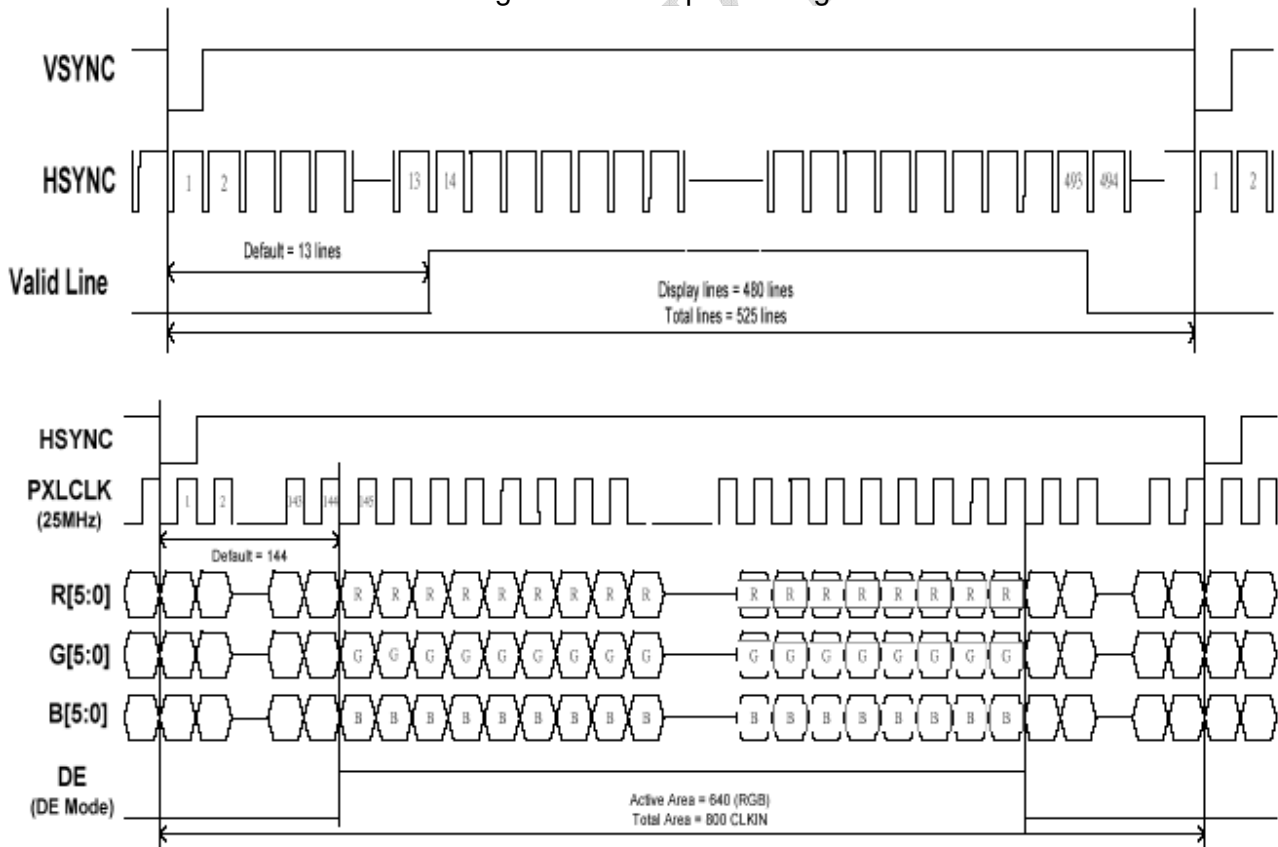 VSYNC
HSYNC
1 2 13 14 493 494 1 2
Default = 13 lines
Valid Line
Display lines = 480 lines
Total lines = 525 lines
HSYNC
PXLCLK
1 2 143 144 145
(25MHz)
Default = 144
R[5:0]
R R R R R R R R R R R R R R R R R
G[5:0]
G G G G G G G G G G G G G G G G G
B[5:0]
B B B B B B B B B B B B B B B B B
DE
(DE Mode)
Active Area = 640 (RGB)
Total Area = 800 CLKIN